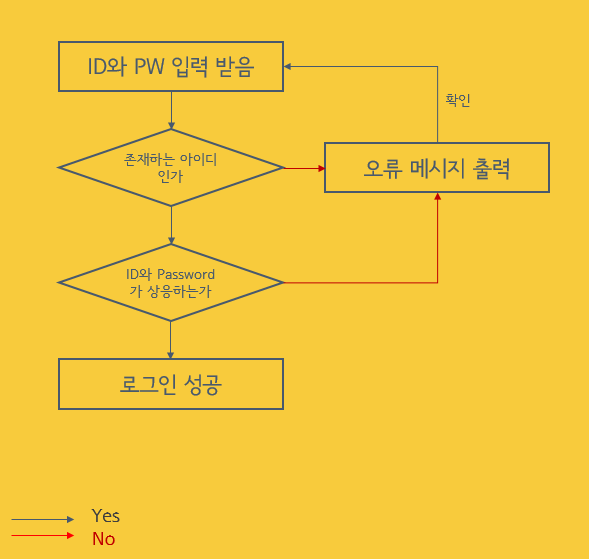 ID와 PW 입력 받음
확인
존재하는 아이디
인가
오류 메시지 출력
ID와 Password
가 상응하는가
로그인 성공
Yes
No